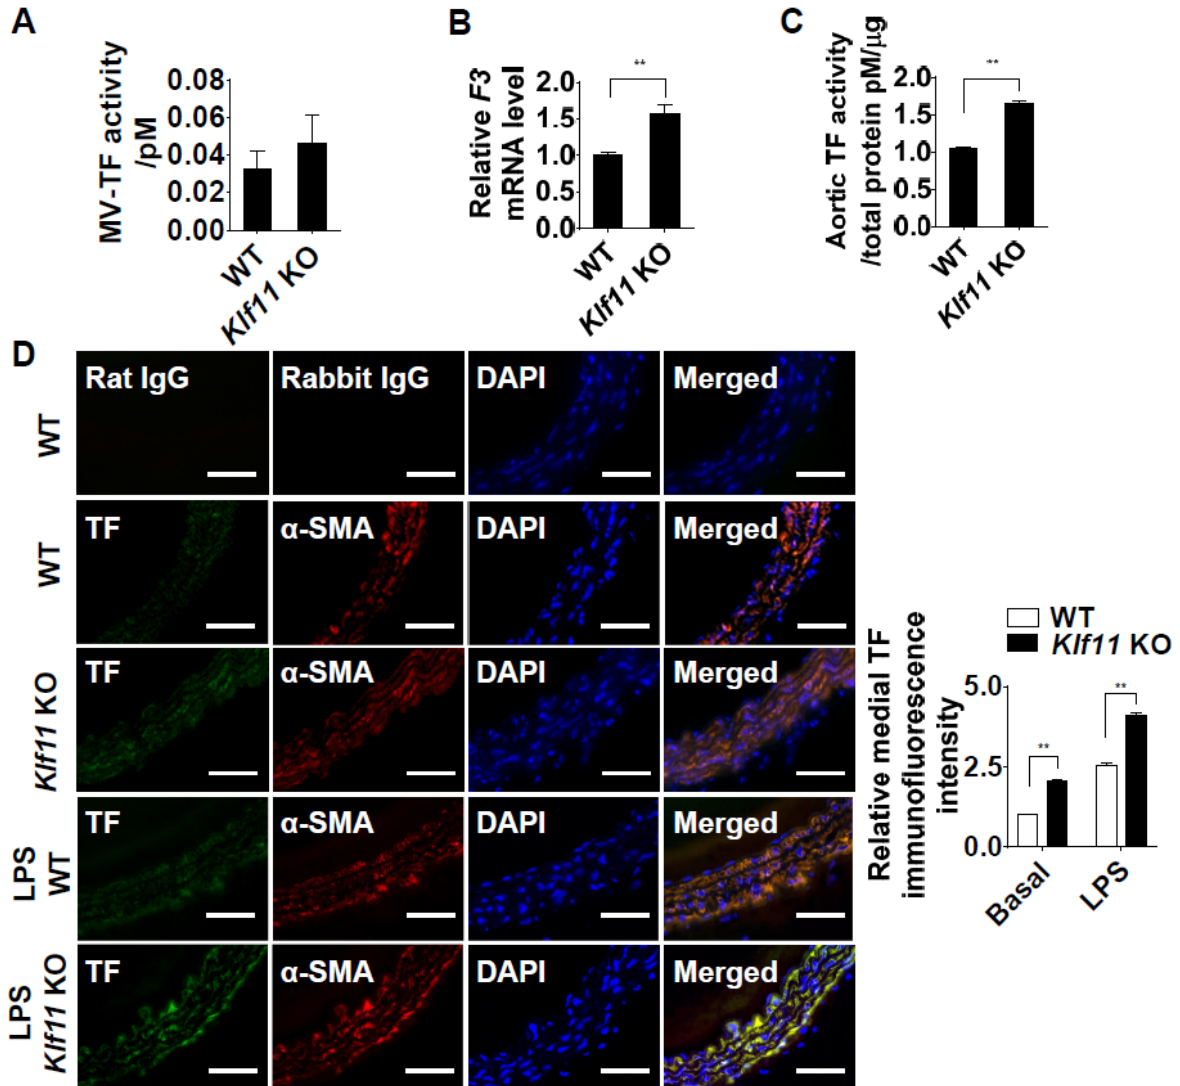 A
MV-TF activity
/pM
0.08
0.06
0.04
0.02
0.00
WT
Klf11 KO
B
Relative F3
mRNA level
2.0
1.5
1.0
0.5
0.0
**
WT
Klf11 KO
C
Aortic TF activity
/total protein pM/μg
2.0
1.5
1.0
0.5
0.0
**
WT
Klf11 KO
D
WT
Rat IgG
Rabbit IgG
DAPI
Merged
WT
TF
α-SMA
DAPI
Merged
Klf11 KO
TF
α-SMA
DAPI
Merged
LPS
WT
TF
α-SMA
DAPI
Merged
LPS
Klf11 KO
TF
α-SMA
DAPI
Merged
WT
Klf11 KO
Relative medial TF
immunofluorescence
intensity
5.0
2.5
0.0
**
**
Basal
LPS